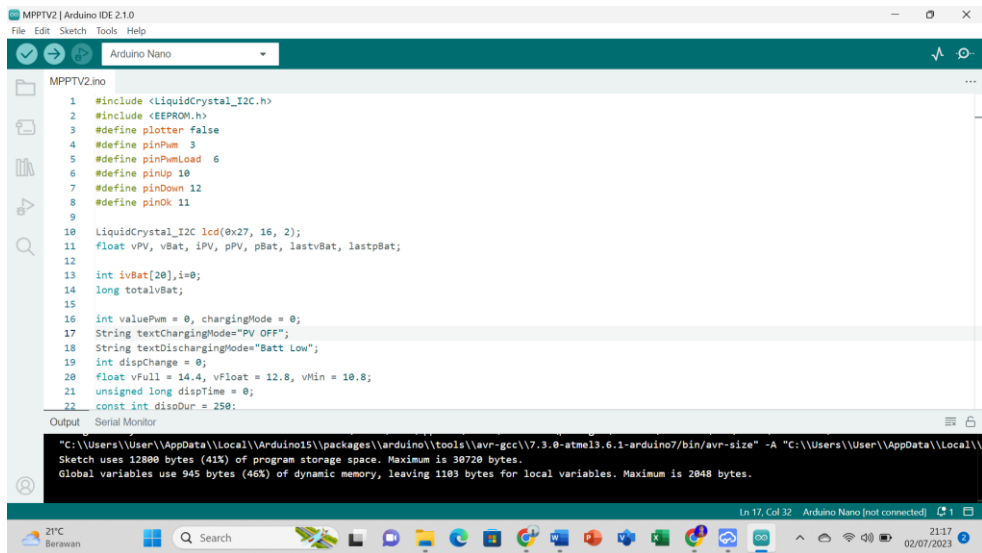 MPPTV2 | Arduino IDE 2.1.0
File Edit Sketch Tools Help
Arduino Nano
MPPTV2.ino
1 #include <LiquidCrystal_I2C.h>
2 #include <EEPROM.h>
3 #define plotter false
4 #define pinPwm 3
5 #define pinPwmLoad 6
6 #define pinUp 10
7 #define pinDown 12
8 #define pinOk 11
9
10 LiquidCrystal_I2C lcd(0x27, 16, 2);
11 float vPV, vBat, iPV, pPV, pBat, lastvBat, lastpBat;
12
13 int ivBat[20],i=0;
14 long totalvBat;
15
16 int valuePwm = 0, chargingMode = 0;
17 String textChargingMode="PV OFF";
18 String textDischargingMode="Batt Low";
19 int dispChange = 0;
20 float vFull = 14.4, vFloat = 12.8, vMin = 10.8;
21 unsigned long dispTime = 0;
22 const int dispDur = 250;
Output Serial Monitor
"C:\\Users\\User\\AppData\\Local\\Arduino15\\packages\\arduino\\tools\\avr-gcc\\7.3.0-atmel3.6.1-arduino7/bin/avr-size" -A "C:\\Users\\User\\AppData\\Local\\
Sketch uses 12800 bytes (41%) of program storage space. Maximum is 30720 bytes.
Global variables use 945 bytes (46%) of dynamic memory, leaving 1103 bytes for local variables. Maximum is 2048 bytes.
Ln 17, Col 32 Arduino Nano [not connected] 1
21°C
Berawan
Search
21:17
02/07/2023
2